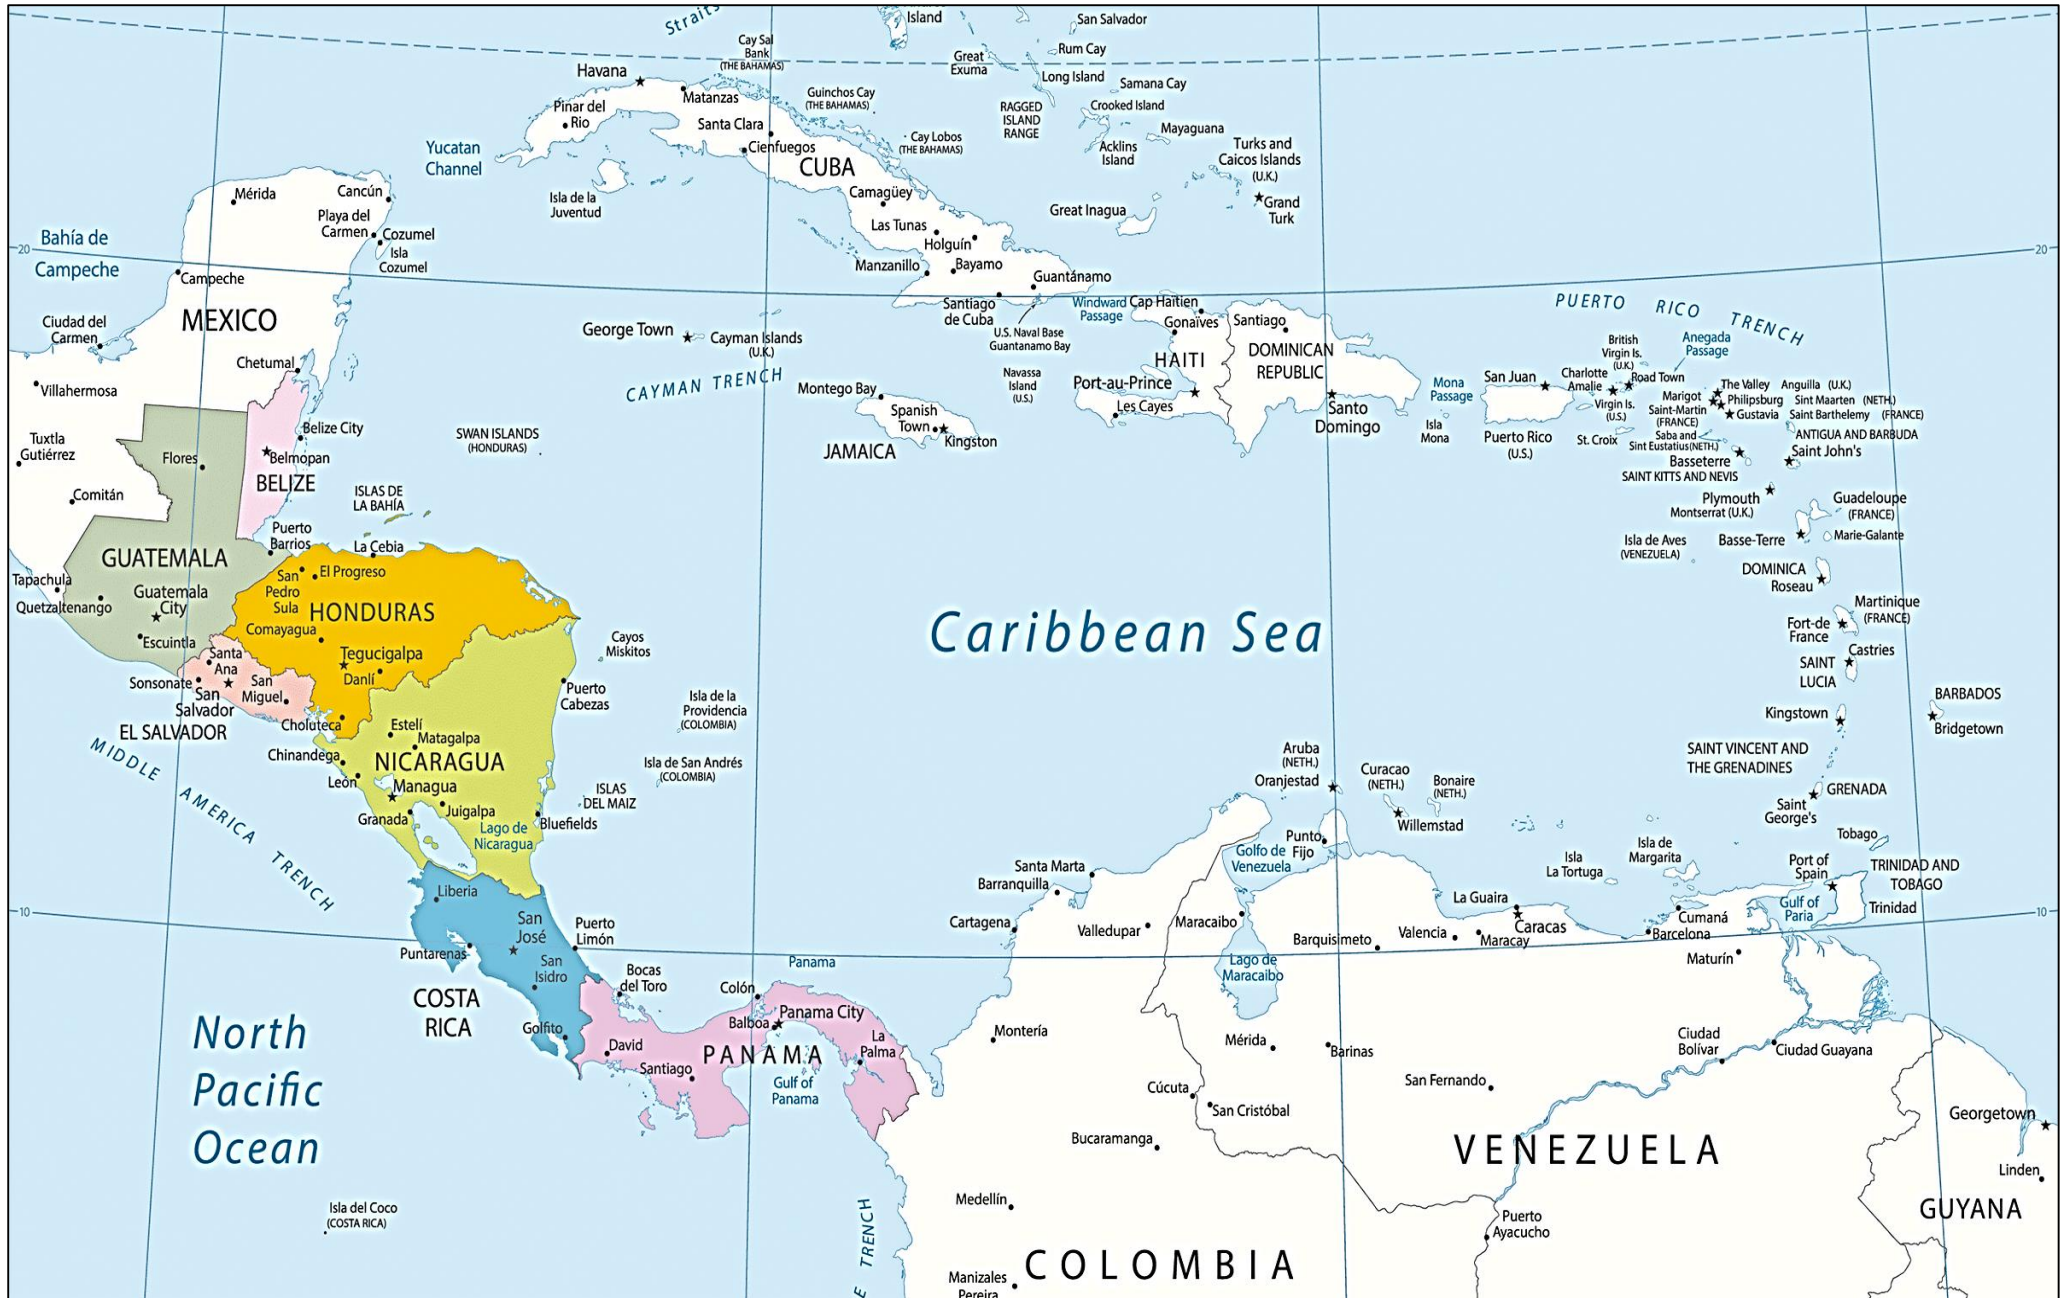 Straits
Island
San Salvador
Cay Sal
Bank
(THE BAHAMAS)
Great
Exuma
Rum Cay
Long Island
Havana
Matanzas
Pinar del
Rio
Guinchos Cay
(THE BAHAMAS)
Samana Cay
RAGGED
ISLAND
RANGE
Crooked Island
Santa Clara
Cienfuegos
Cay Lobos
(THE BAHAMAS)
Mayaguana
Acklins
Island
Turks and
Caicos Islands
(U.K.)
Yucatan
Channel
CUBA
Mérida
Cancún
Isla de la
Juventud
Camagüey
Great Inagua
Grand
Turk
Playa del
Carmen
Cozumel
Isla
Cozumel
Las Tunas
Holguín
20
Bahía de
Campeche
20
Campeche
Manzanillo
Bayamo
Guantánamo
Santiago
de Cuba
Windward
Passage
Cap Haïtien
PUERTO RICO TRENCH
MEXICO
Ciudad del
Carmen
George Town
Cayman Islands
(U.K.)
U.S. Naval Base
Guantanamo Bay
Gonaïves
Santiago
HAITI
DOMINICAN
REPUBLIC
British
Virgin Is.
(U.K.)
Anegada
Passage
Chetumal
Villahermosa
CAYMAN TRENCH
Montego Bay
Navassa
Island
(U.S.)
Port-au-Prince
Les Cayes
Santo
Domingo
Mona
Passage
San Juan
Charlotte
Amalie
Road Town
Virgin Is.
(U.S.)
The Valley
Anguilla (U.K.)
Marigot
Philipsburg
Sint Maarten (NETH.)
Saint-Martin
(FRANCE)
Gustavia
Saint Barthelemy (FRANCE)
Belize City
SWAN ISLANDS
(HONDURAS)
Spanish
Town
Kingston
JAMAICA
Isla
Mona
Puerto Rico
(U.S.)
St. Croix
Saba and
Sint Eustatius(NETH.)
ANTIGUA AND BARBUDA
Saint John's
Tuxtla
Gutiérrez
Flores
Belmopan
BELIZE
Basseterre
SAINT KITTS AND NEVIS
Comitán
ISLAS DE
LA BAHÍA
Plymouth
Montserrat (U.K.)
Guadeloupe
(FRANCE)
Puerto
Barrios
GUATEMALA
La Cebia
Isla de Aves
(VENEZUELA)
Basse-Terre
Marie-Galante
Tapachula
Quetzaltenango
Guatemala
City
San
Pedro
Sula
El Progreso
HONDURAS
DOMINICA
Roseau
Escuintla
Comayagua
Caribbean Sea
Martinique
(FRANCE)
Fort-de
France
Santa
Ana
Tegucigalpa
Danlí
Cayos
Miskitos
Castries
SAINT
LUCIA
Sonsonate
San
Salvador
San
Miguel
EL SALVADOR
Choluteca
Puerto
Cabezas
Isla de la
Providencia
(COLOMBIA)
Kingstown
BARBADOS
Bridgetown
MIDDLE AMERICA TRENCH
Estelí
Matagalpa
Chinandega
NICARAGUA
León
Managua
Isla de San Andrés
(COLOMBIA)
Aruba
(NETH.)
Oranjestad
Curacao
(NETH.)
Bonaire
(NETH.)
SAINT VINCENT AND
THE GRENADINES
Granada
Juigalpa
Lago de
Nicaragua
ISLAS
DEL MAIZ
Bluefields
Willemstad
GRENADA
Saint
George's
Golfo de
Venezuela
Punto
Fijo
Isla
La Tortuga
Isla de
Margarita
Tobago
Liberia
Santa Marta
Barranquilla
Port of
Spain
TRINIDAD AND
TOBAGO
10
San
José
Puerto
Limón
Cartagena
Valledupar
Maracaibo
La Guaira
Caracas
Cumaná
Barcelona
Gulf of
Paria
Trinidad
10
Puntarenas
Barquisimeto
Valencia
Maracay
San
Isidro
Bocas
del Toro
Panama
Lago de
Maracaibo
Maturín
COSTA
RICA
Colón
Balboa
Panama City
North
Pacific
Ocean
Golfito
David
Santiago
PANAMA
La
Palma
Gulf of
Panama
Montería
Mérida
Barinas
Ciudad
Bolívar
Ciudad Guayana
Cúcuta
San Cristóbal
San Fernando
Georgetown
Bucaramanga
VENEZUELA
Linden
Isla del Coco
(COSTA RICA)
Medellín
GUYANA
Puerto
Ayacucho
E TRENCH
COLOMBIA
Manizales
Pereira